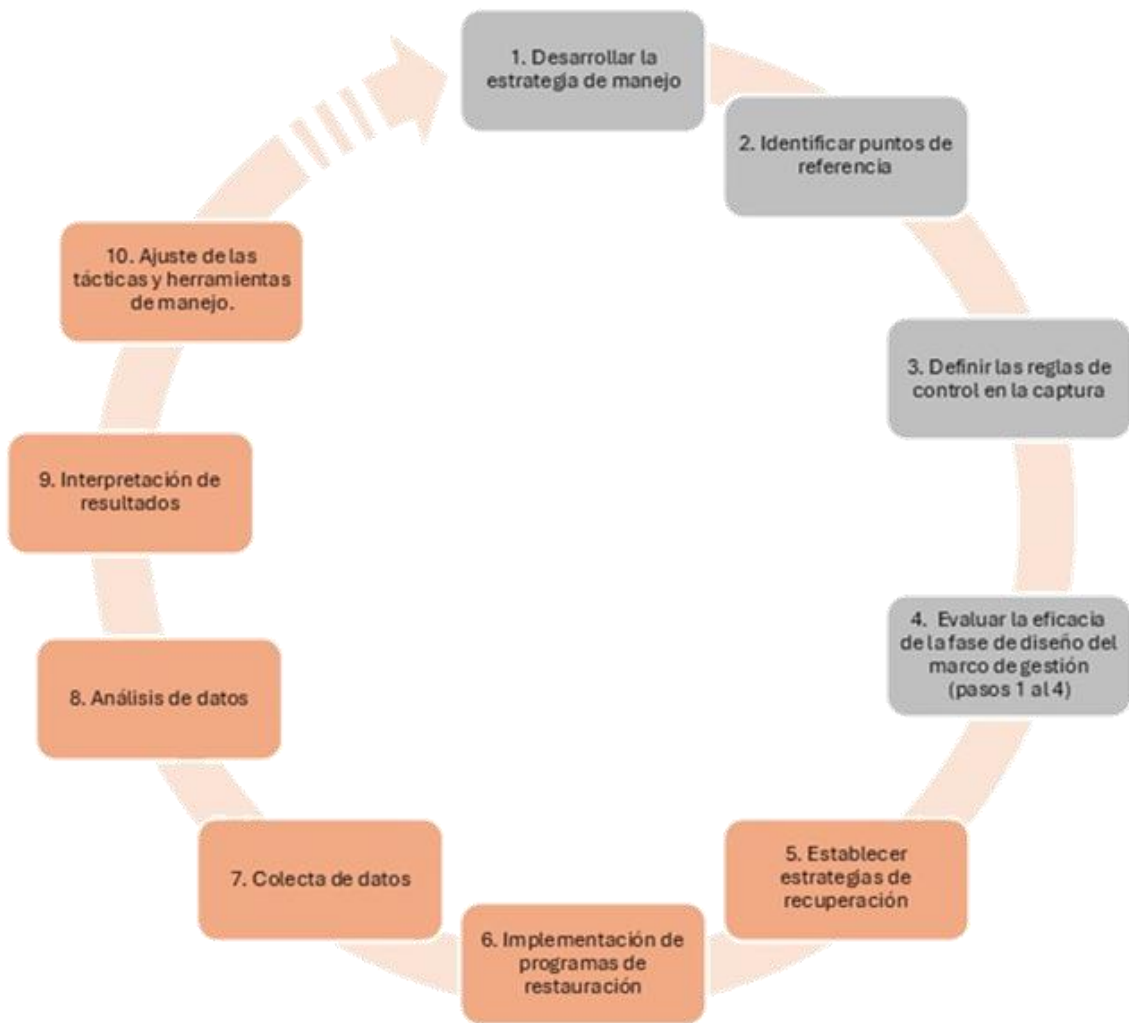 1. Desarrollar la
estrategia de manejo
2. Identificar puntos de
referencia
3. Definir las reglas de
control en la captura
4. Evaluar la eficacia
de la fase de diseño del
marco de gestión
(pasos 1 al 4)
5. Establecer
estrategias de
recuperación
6. Implementación de
programas de
restauración
7. Colecta de datos
8. Análisis de datos
9. Interpretación de
resultados
10. Ajuste de las
tácticas y herramientas
de manejo.